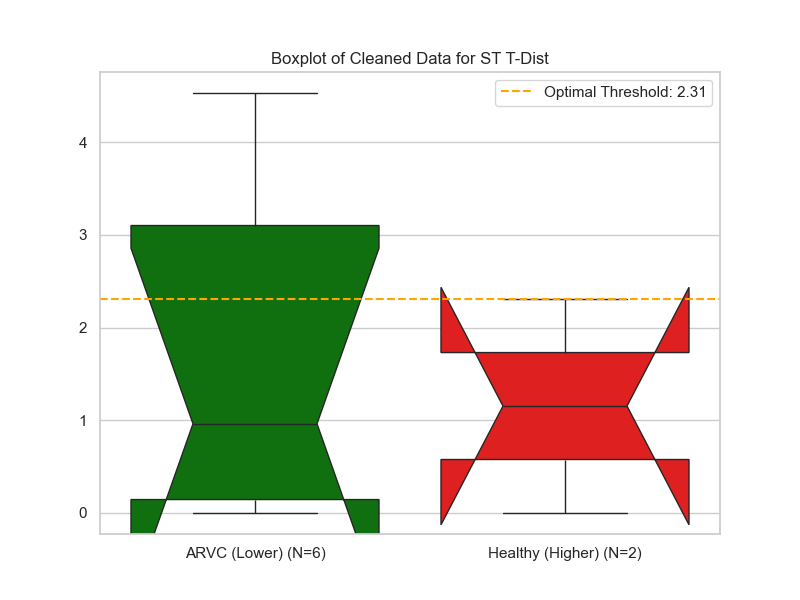 Boxplot of Cleaned Data for ST T-Dist
Optimal Threshold: 2.31
4
3
2
1
0
ARVC (Lower) (N=6)
Healthy (Higher) (N=2)